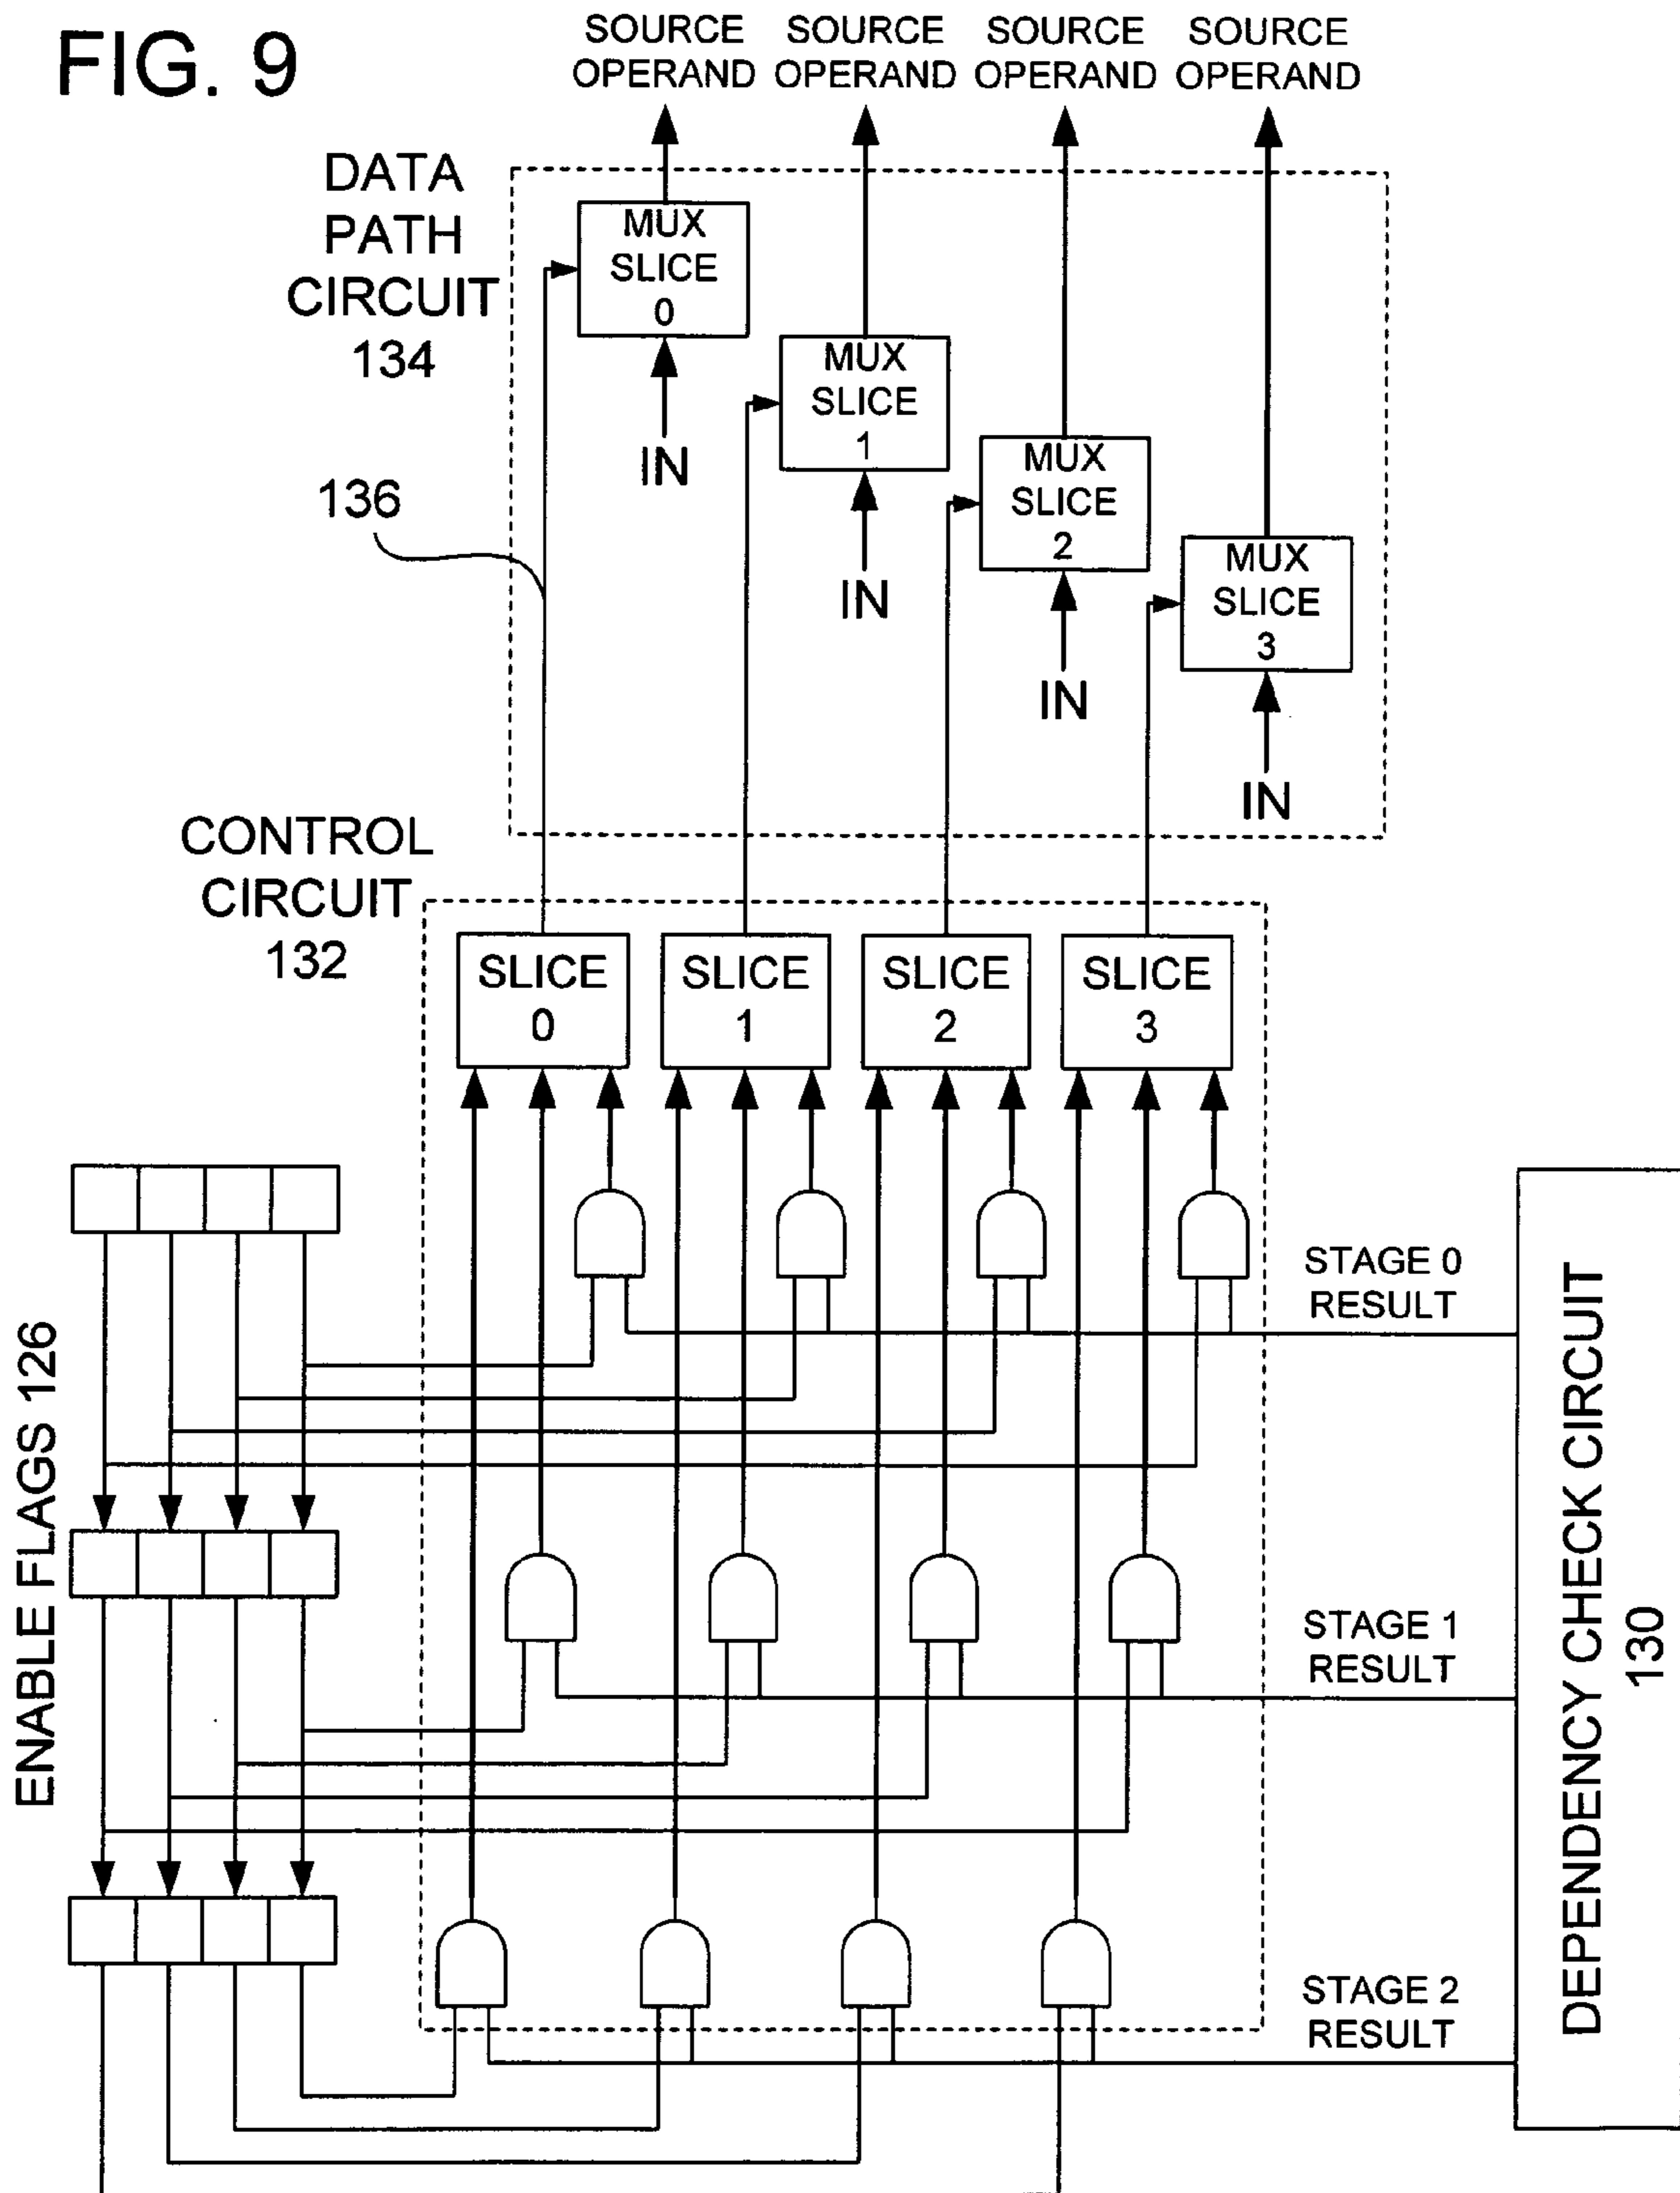 FIG. 9
SOURCE OPERAND
SOURCE OPERAND
SOURCE OPERAND
SOURCE OPERAND
DATA
PATH
CIRCUIT
134
MUX
SLICE
0
IN
MUX
SLICE
1
IN
MUX
SLICE
2
IN
MUX
SLICE
3
IN
136
CONTROL
CIRCUIT
132
SLICE
0
SLICE
1
SLICE
2
SLICE
3
ENABLE FLAGS 126
STAGE 0
RESULT
STAGE 1
RESULT
STAGE 2
RESULT
DEPENDENCY CHECK CIRCUIT
130